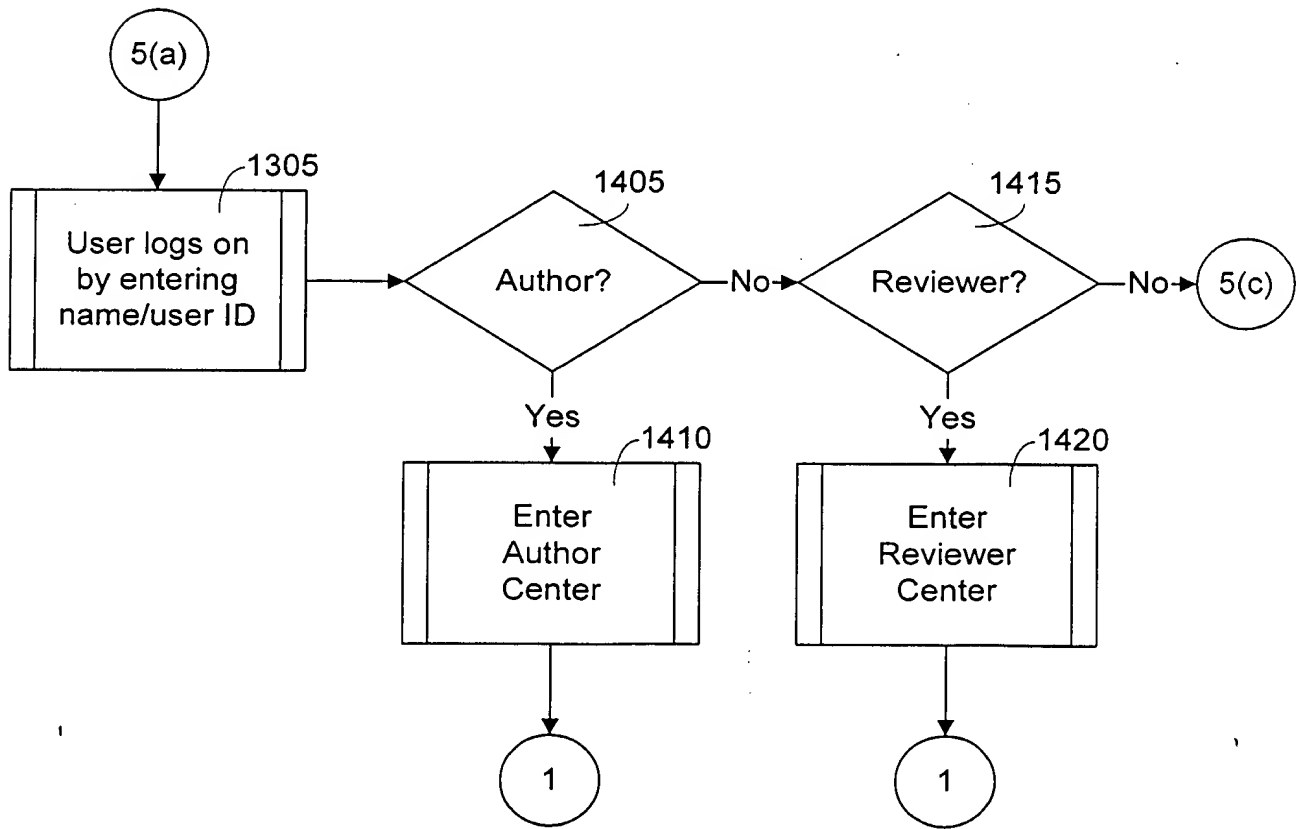 5(a)
1305
User logs on
by entering
name/user ID
1405
Author?
No
1415
Reviewer?
No
5(c)
Yes
1410
Enter
Author
Center
Yes
1420
Enter
Reviewer
Center
1
1